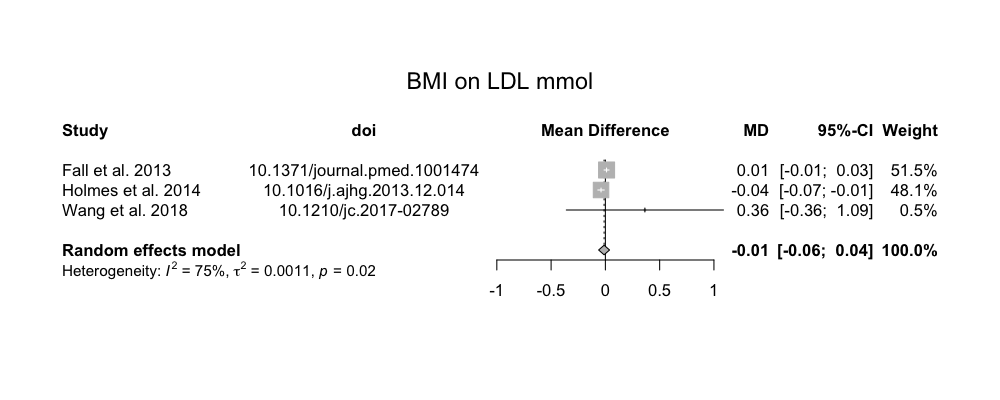 BMI on LDL mmol
Study doi Mean Difference MD 95%-CI Weight
Fall et al. 2013 10.1371/journal.pmed.1001474 0.01 [-0.01; 0.03] 51.5%
Holmes et al. 2014 10.1016/j.ajhg.2013.12.014 -0.04 [-0.07; -0.01] 48.1%
Wang et al. 2018 10.1210/jc.2017-02789 0.36 [-0.36; 1.09] 0.5%
Random effects model -0.01 [-0.06; 0.04] 100.0%
Heterogeneity: I² = 75%, τ² = 0.0011, p = 0.02
-1 -0.5 0 0.5 1